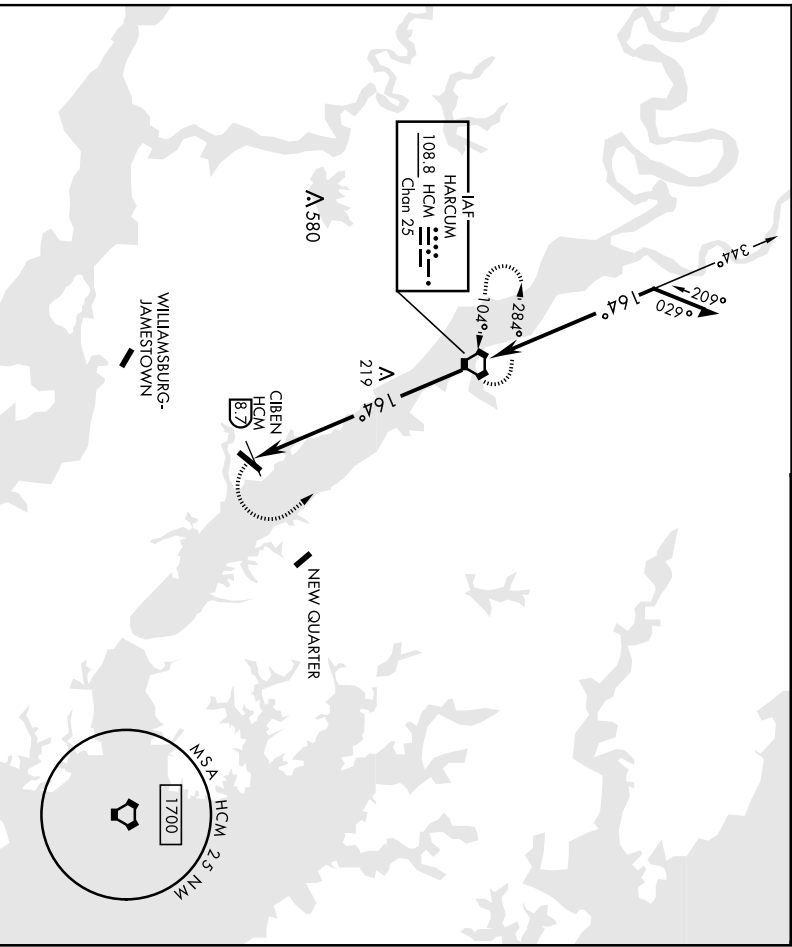 IAF
HARCUM
108.8 HCM
Chan 25
344°
209°
029°
164°
284°
104°
580
219
164°
CIBEN
HCM
8.7
WILLIAMSBURG-
JAMESTOWN
NEW QUARTER
MSA HCM 25 NM
1700